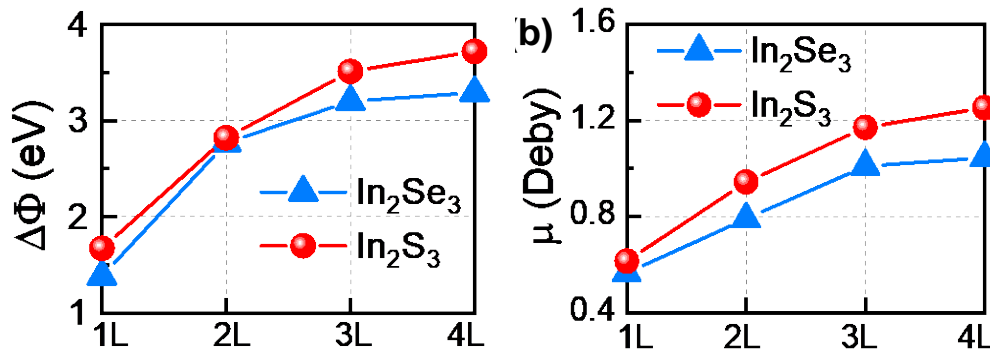 4
3
2
1
ΔΦ (eV)
In₂Se₃
In₂S₃
1L 2L 3L 4L
(b)
1.6
1.2
0.8
0.4
μ (Deby)
In₂Se₃
In₂S₃
1L 2L 3L 4L